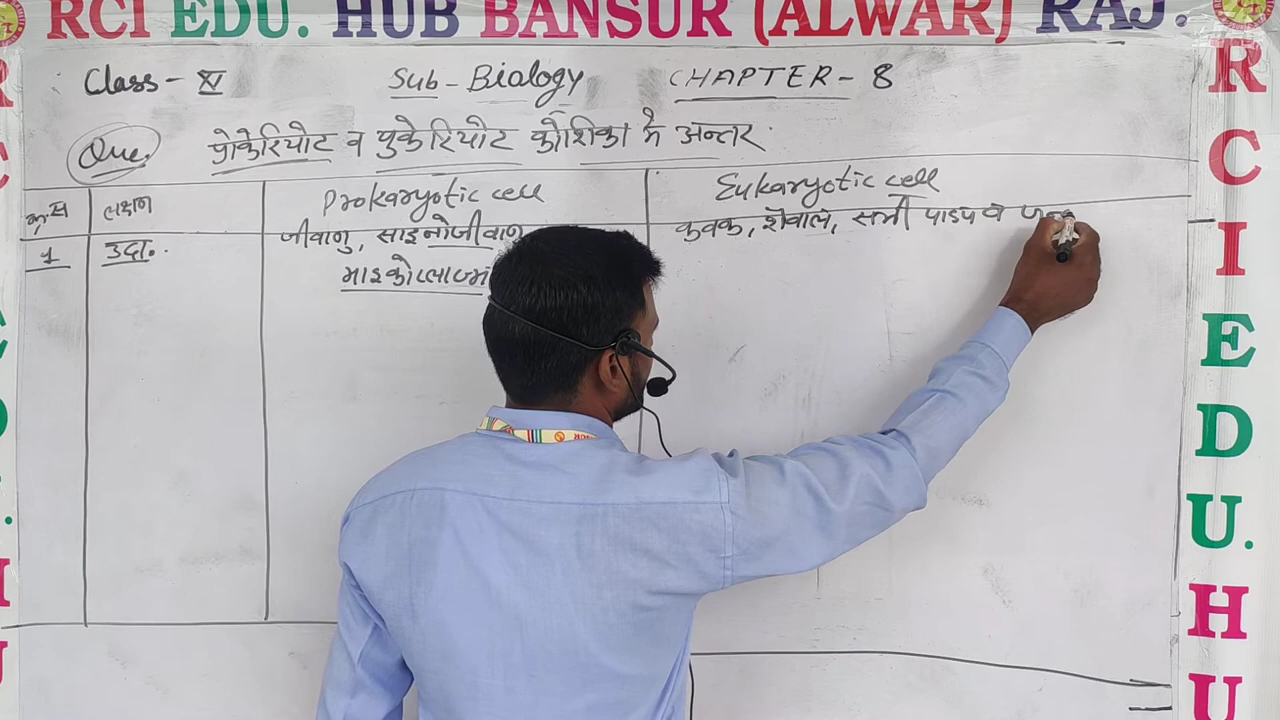 RCI EDU. HUB BANSUR (ALWAR) RAJ.
Class - XI Sub - Biology CHAPTER - 8
Que. प्रोकेरियोट व युकेरियोट कोशिका में अन्तर
क्र.स लक्षण Prokaryotic cell Eukaryotic cell
1 उदा. जीवाणु, साइनोजीवाणु कवक, शैवाल, सभी पादप व
माइकोप्लाज्मा
R
C
I
E
D
U.
H
U